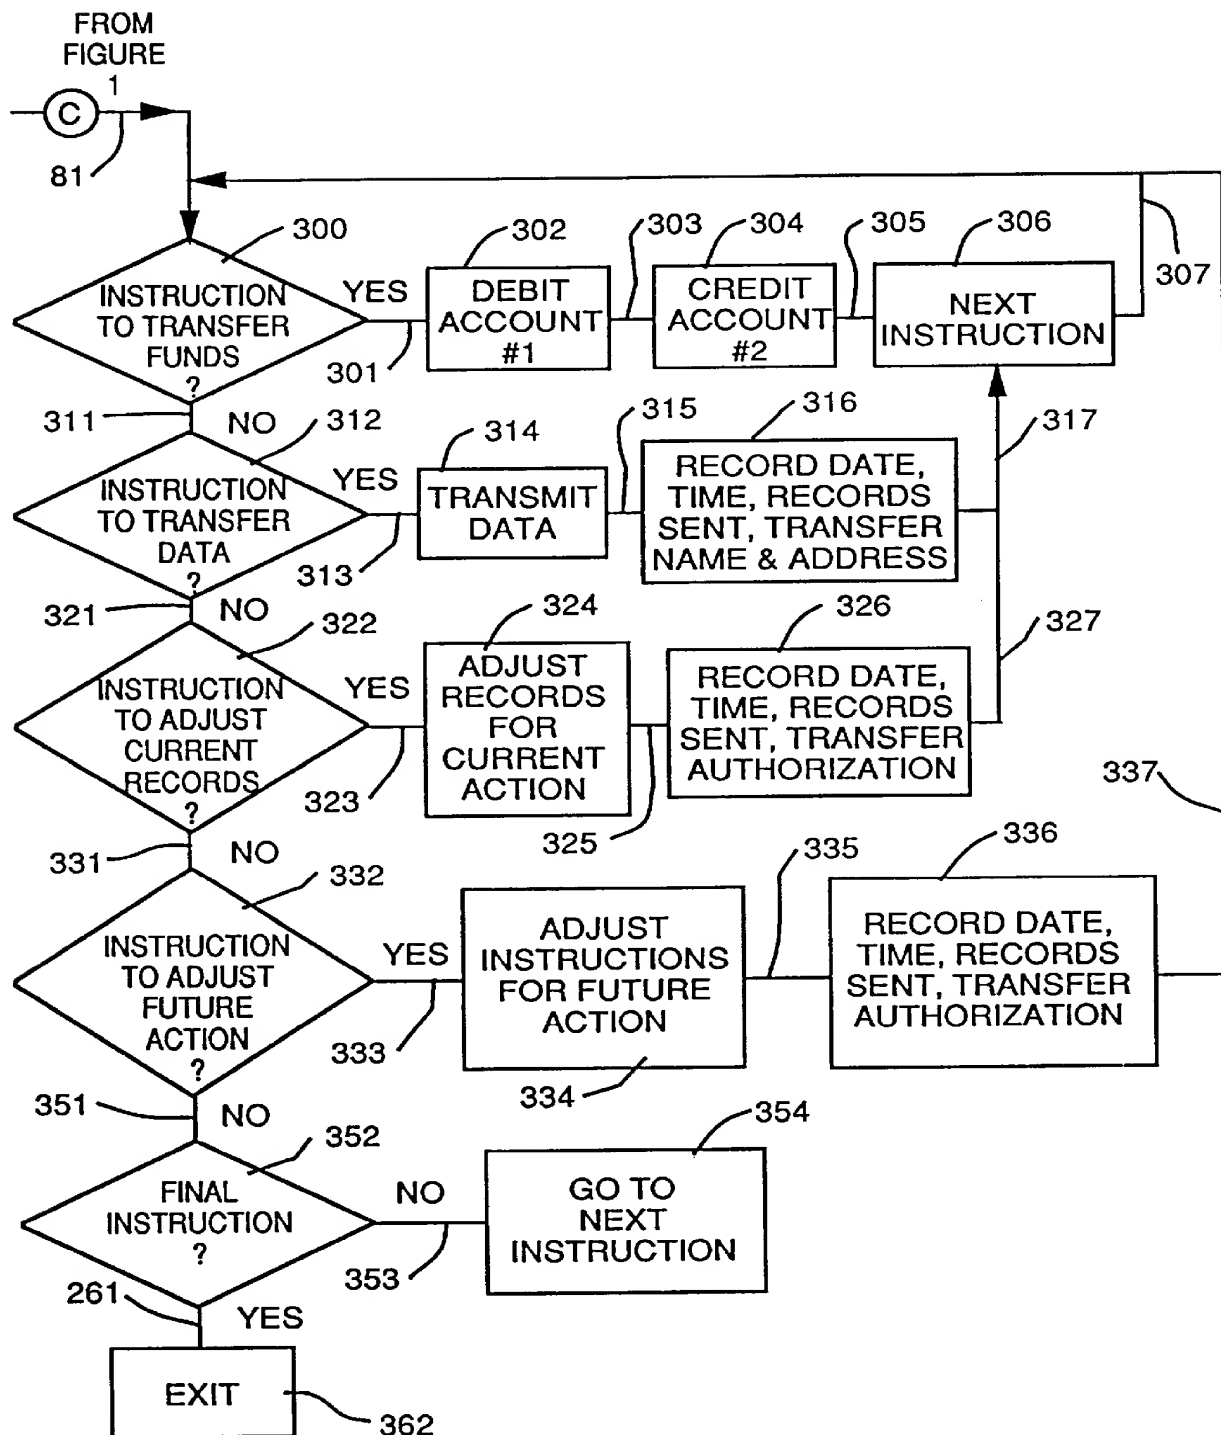 FROM
FIGURE
1
C
81
300
302
303
304
305
306
307
INSTRUCTION
TO TRANSFER
FUNDS
?
YES
301
DEBIT
ACCOUNT
#1
CREDIT
ACCOUNT
#2
NEXT
INSTRUCTION
311
NO
312
314
315
316
317
INSTRUCTION
TO TRANSFER
DATA
?
YES
313
TRANSMIT
DATA
RECORD DATE,
TIME, RECORDS
SENT, TRANSFER
NAME & ADDRESS
321
NO
322
324
326
327
INSTRUCTION
TO ADJUST
CURRENT
RECORDS
?
YES
323
ADJUST
RECORDS
FOR
CURRENT
ACTION
325
RECORD DATE,
TIME, RECORDS
SENT, TRANSFER
AUTHORIZATION
337
331
NO
332
335
336
INSTRUCTION
TO ADJUST
FUTURE
ACTION
?
YES
333
ADJUST
INSTRUCTIONS
FOR FUTURE
ACTION
334
RECORD DATE,
TIME, RECORDS
SENT, TRANSFER
AUTHORIZATION
351
NO
352
354
FINAL
INSTRUCTION
?
NO
353
GO TO
NEXT
INSTRUCTION
261
YES
EXIT
362